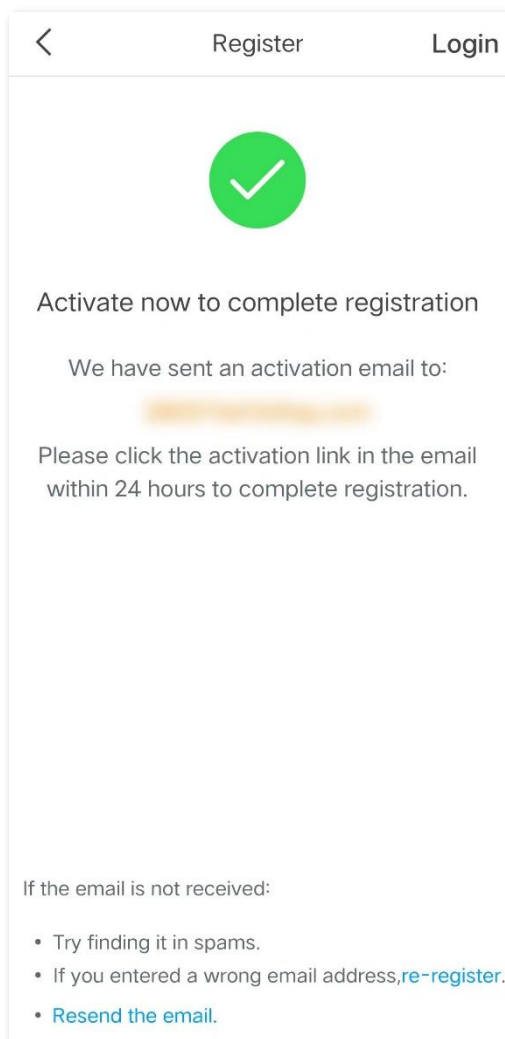 Register
Login
Activate now to complete registration
We have sent an activation email to:
Please click the activation link in the email
within 24 hours to complete registration.
If the email is not received:
• Try finding it in spams.
• If you entered a wrong email address,re-register.
• Resend the email.